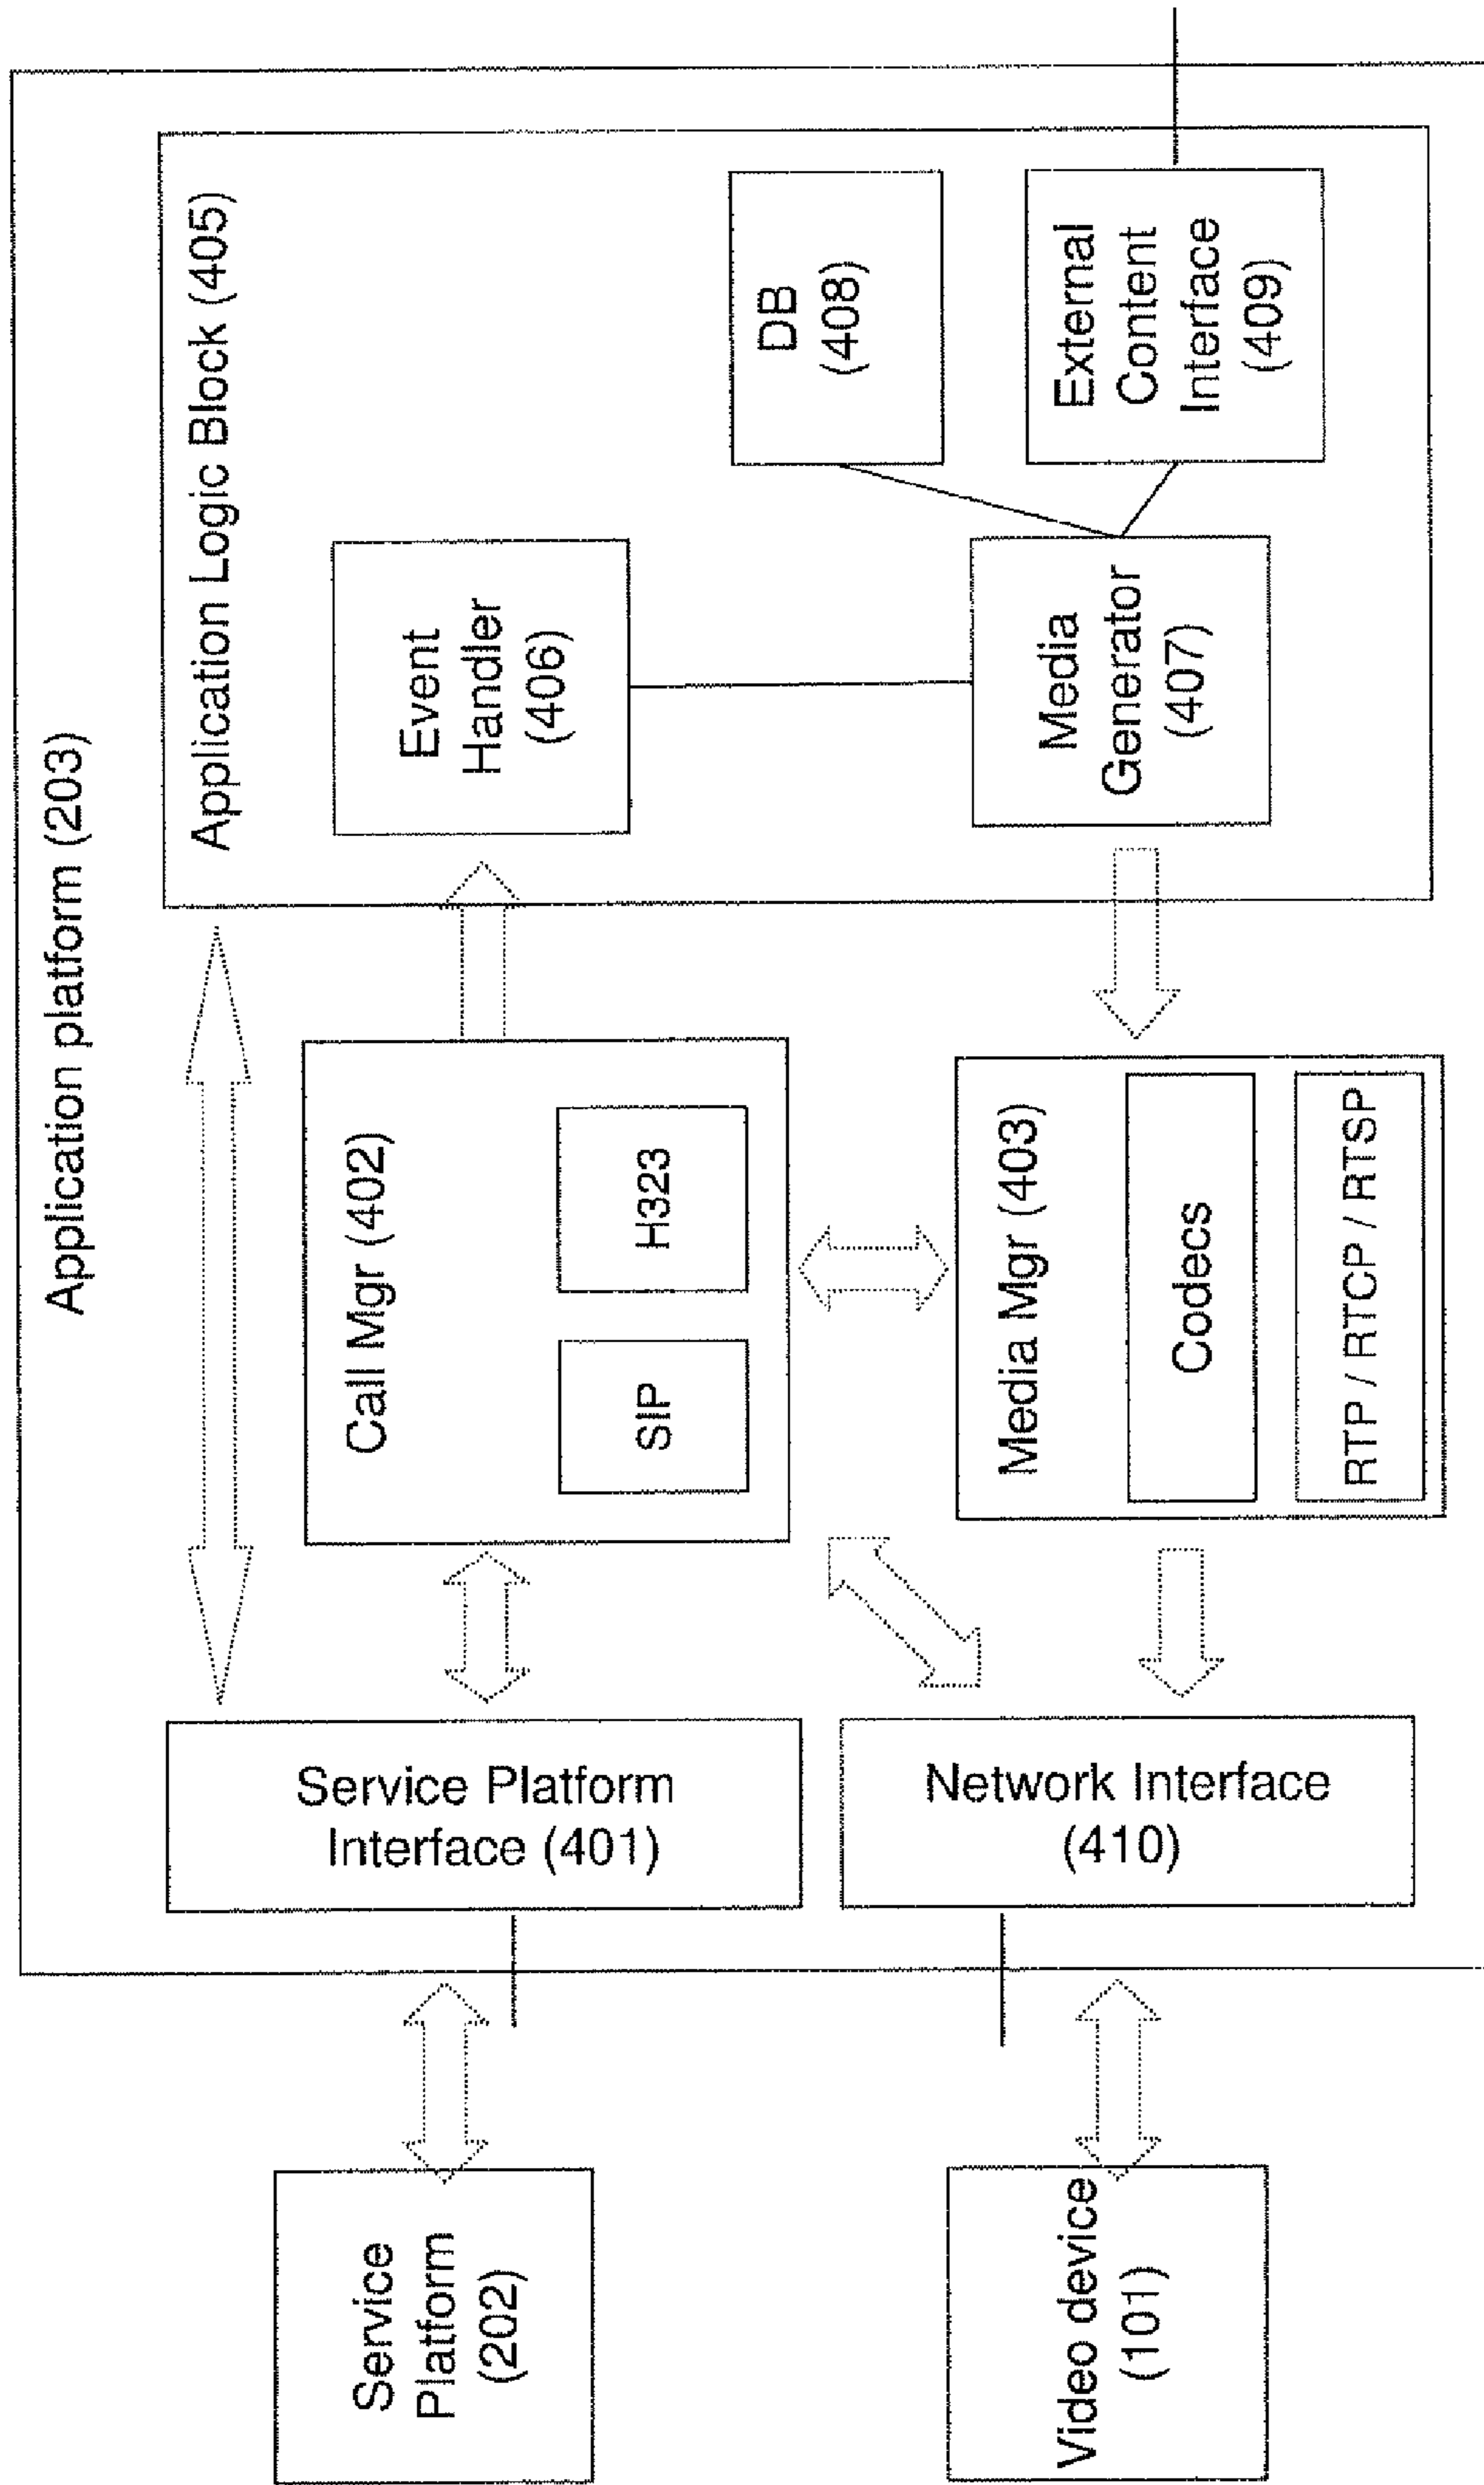 Application platform (203)
Application Logic Block (405)
Service
Platform
(202)
Service Platform
Interface (401)
Call Mgr (402)
SIP
H323
Event
Handler
(406)
DB
(408)
Video device
(101)
Network Interface
(410)
Media Mgr (403)
Codecs
RTP / RTCP / RTSP
Media
Generator
(407)
External
Content
Interface
(409)